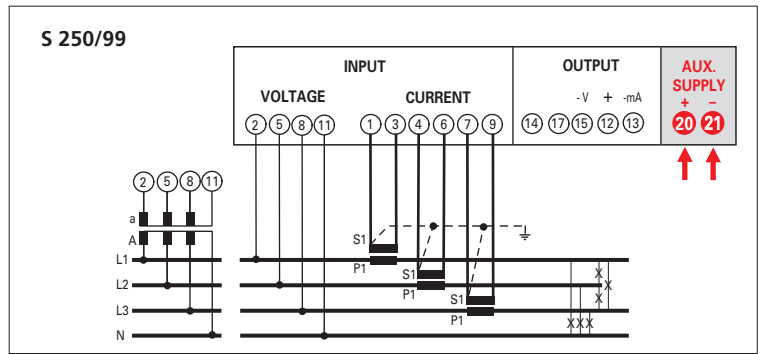 S 250/99
INPUT
OUTPUT
AUX.
SUPPLY
VOLTAGE
CURRENT
- V + -mA
+ –
2 5 8 11
1 3 4 6 7 9
14 17 15 12 13
20 21
2 5 8 11
a
A
S1
P1
S1
P1
S1
P1
L1
L2
L3
N
X
X
X
XXX